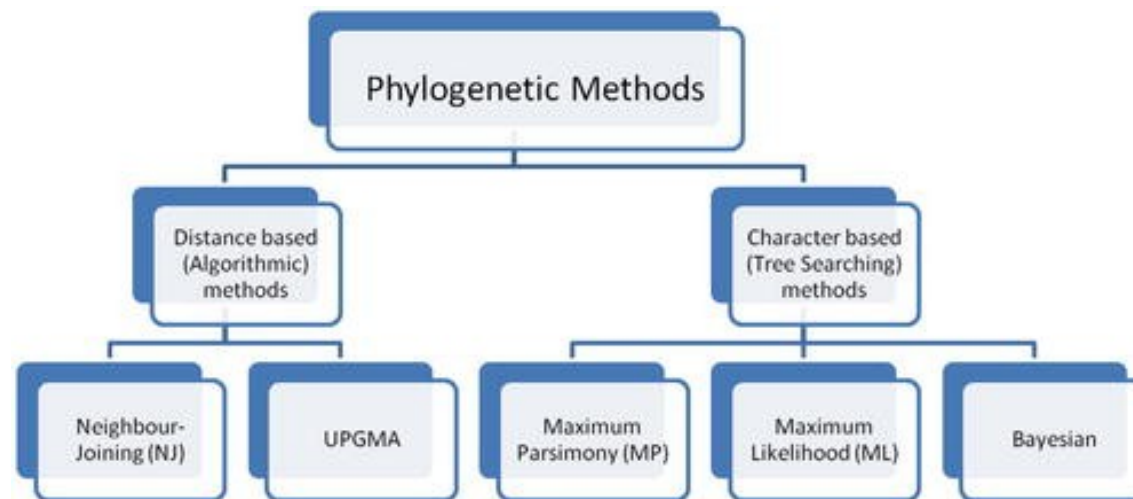 Phylogenetic Methods
Distance based
(Algorithmic)
methods
Character based
(Tree Searching)
methods
Neighbour-
Joining (NJ)
UPGMA
Maximum
Parsimony (MP)
Maximum
Likelihood (ML)
Bayesian